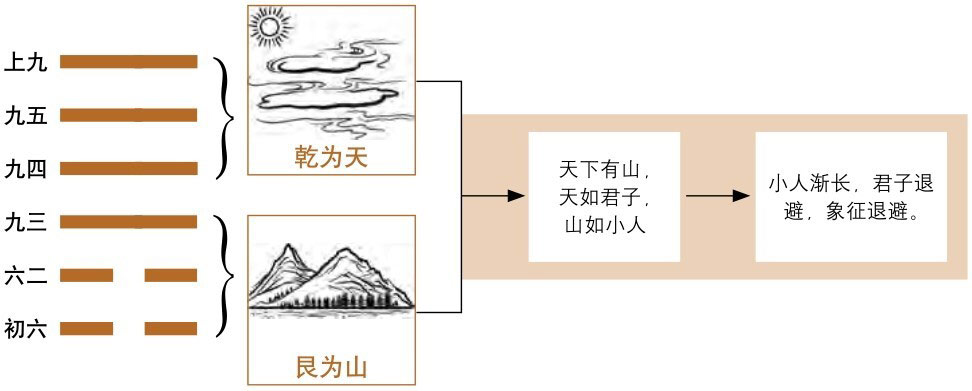 上九
九五
九四
九三
六二
初六
乾为天
艮为山
天下有山，
天如君子，
山如小人
小人渐长，君子退
避，象征退避。